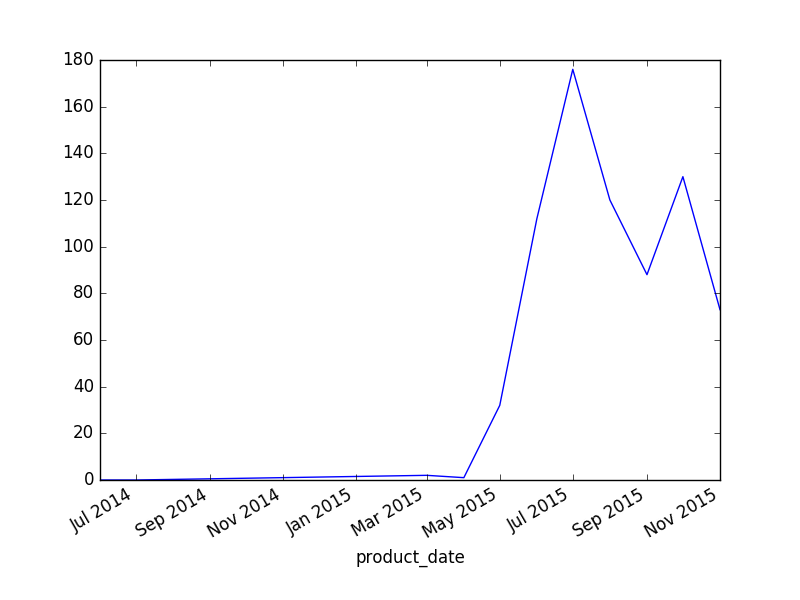 180
160
140
120
100
80
60
40
20
0
Jul 2014
Sep 2014
Nov 2014
Jan 2015
Mar 2015
May 2015
Jul 2015
Sep 2015
Nov 2015
product_date